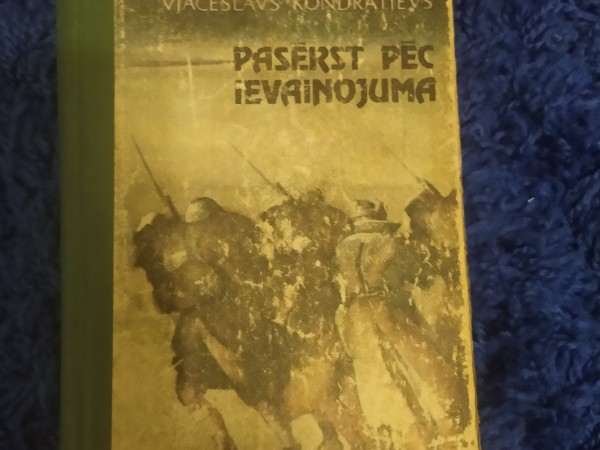 VJAČESLAVS KONDRATJEVS
PASĒRST PĒC
IEVAINOJUMA